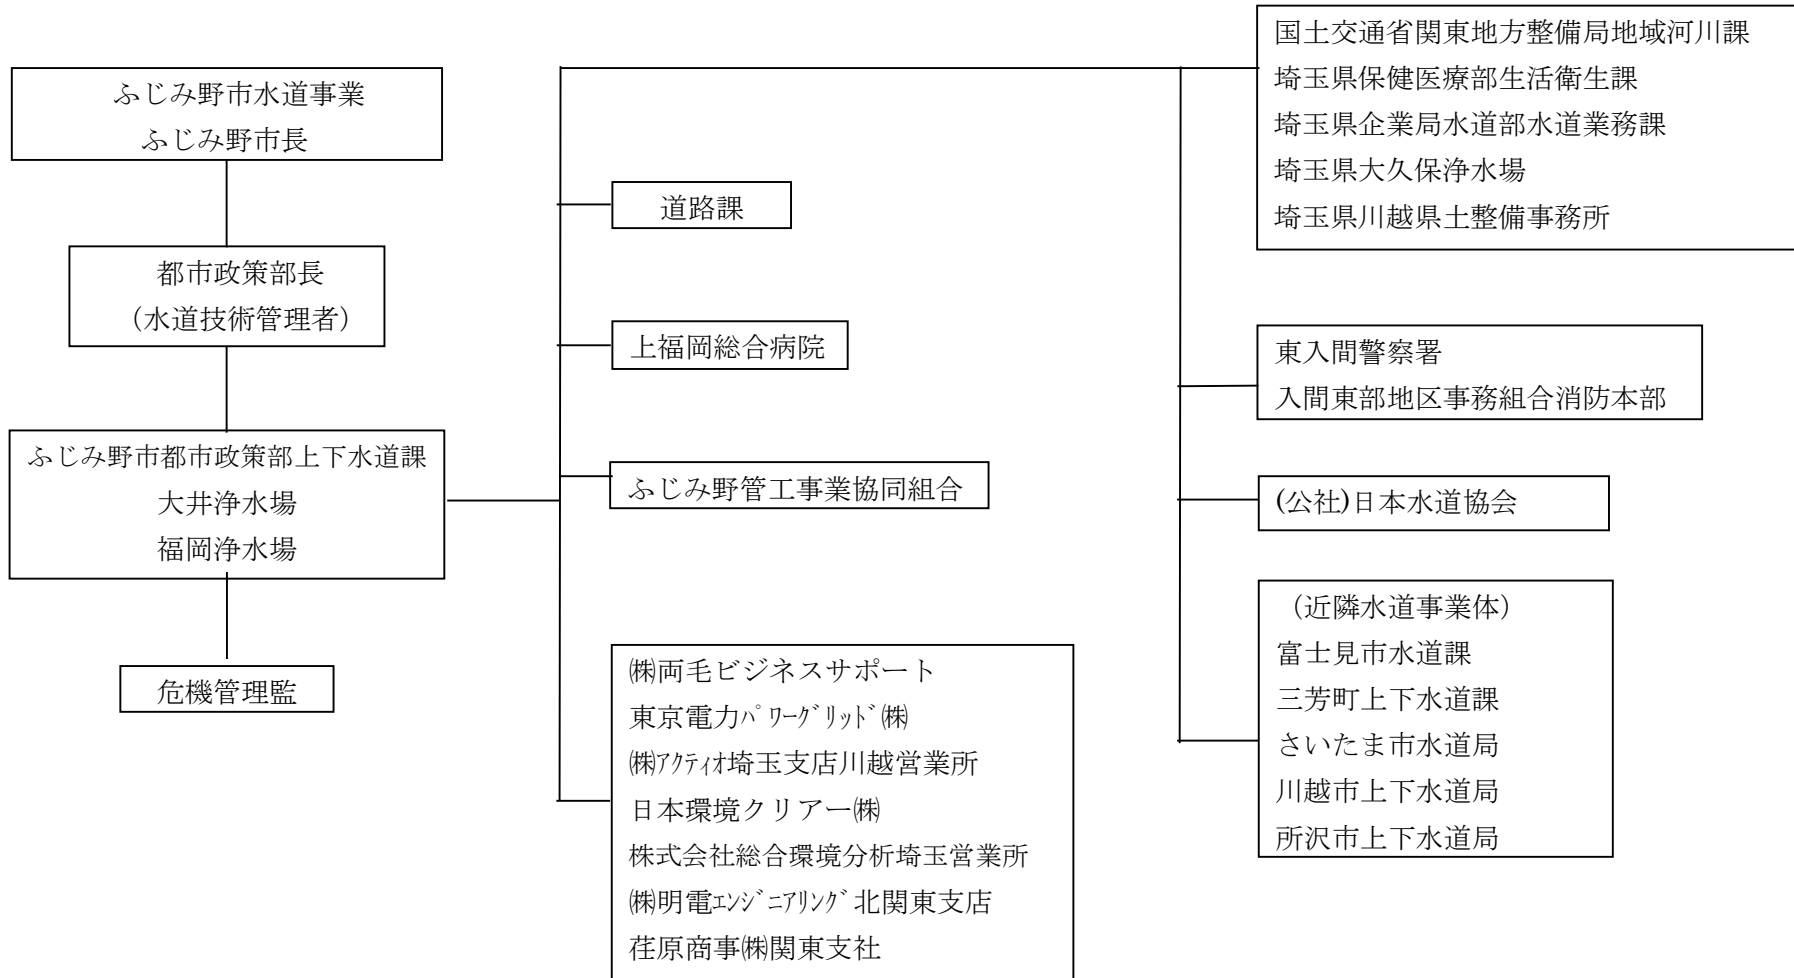 ふじみ野市水道事業
ふじみ野市長
都市政策部長
（水道技術管理者）
ふじみ野市都市政策部上下水道課
大井浄水場
福岡浄水場
危機管理監
道路課
上福岡総合病院
ふじみ野管工事業協同組合
㈱両毛ビジネスサポート
東京電力ﾊﾟﾜｰｸﾞﾘｯﾄﾞ㈱
㈱ｱｸﾃｨｵ埼玉支店川越営業所
日本環境クリアー㈱
株式会社総合環境分析埼玉営業所
㈱明電ｴﾝｼﾞﾆｱﾘﾝｸﾞ北関東支店
荏原商事㈱関東支社
国土交通省関東地方整備局地域河川課
埼玉県保健医療部生活衛生課
埼玉県企業局水道部水道業務課
埼玉県大久保浄水場
埼玉県川越県土整備事務所
東入間警察署
入間東部地区事務組合消防本部
(公社)日本水道協会
（近隣水道事業体）
富士見市水道課
三芳町上下水道課
さいたま市水道局
川越市上下水道局
所沢市上下水道局